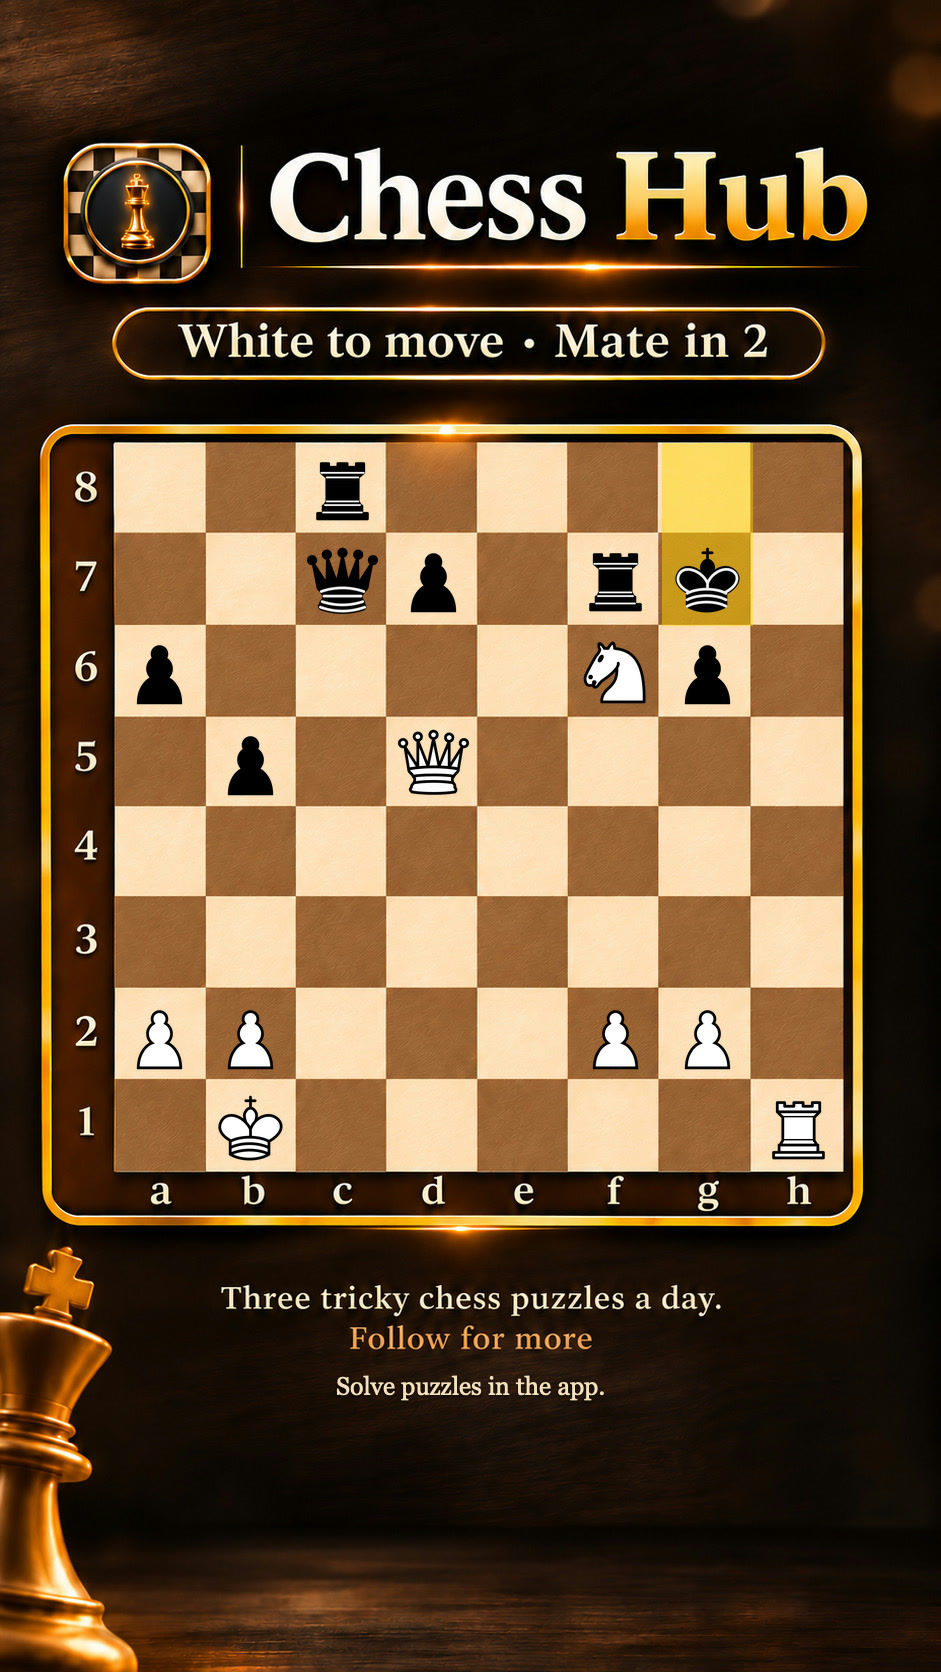 Chess Hub
White to move · Mate in 2
8
7
6
5
4
3
2
1
a b c d e f g h
Three tricky chess puzzles a day.
Follow for more
Solve puzzles in the app.